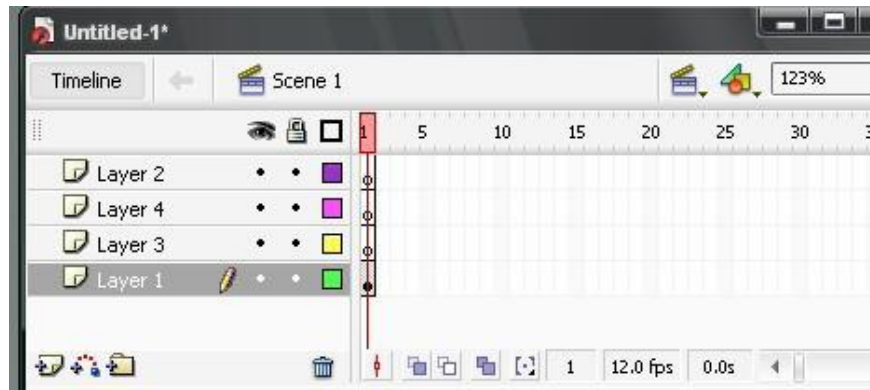 Untitled-1*
Timeline Scene 1 123%
1 5 10 15 20 25 30
Layer 2
Layer 4
Layer 3
Layer 1
1 12.0 fps 0.0s